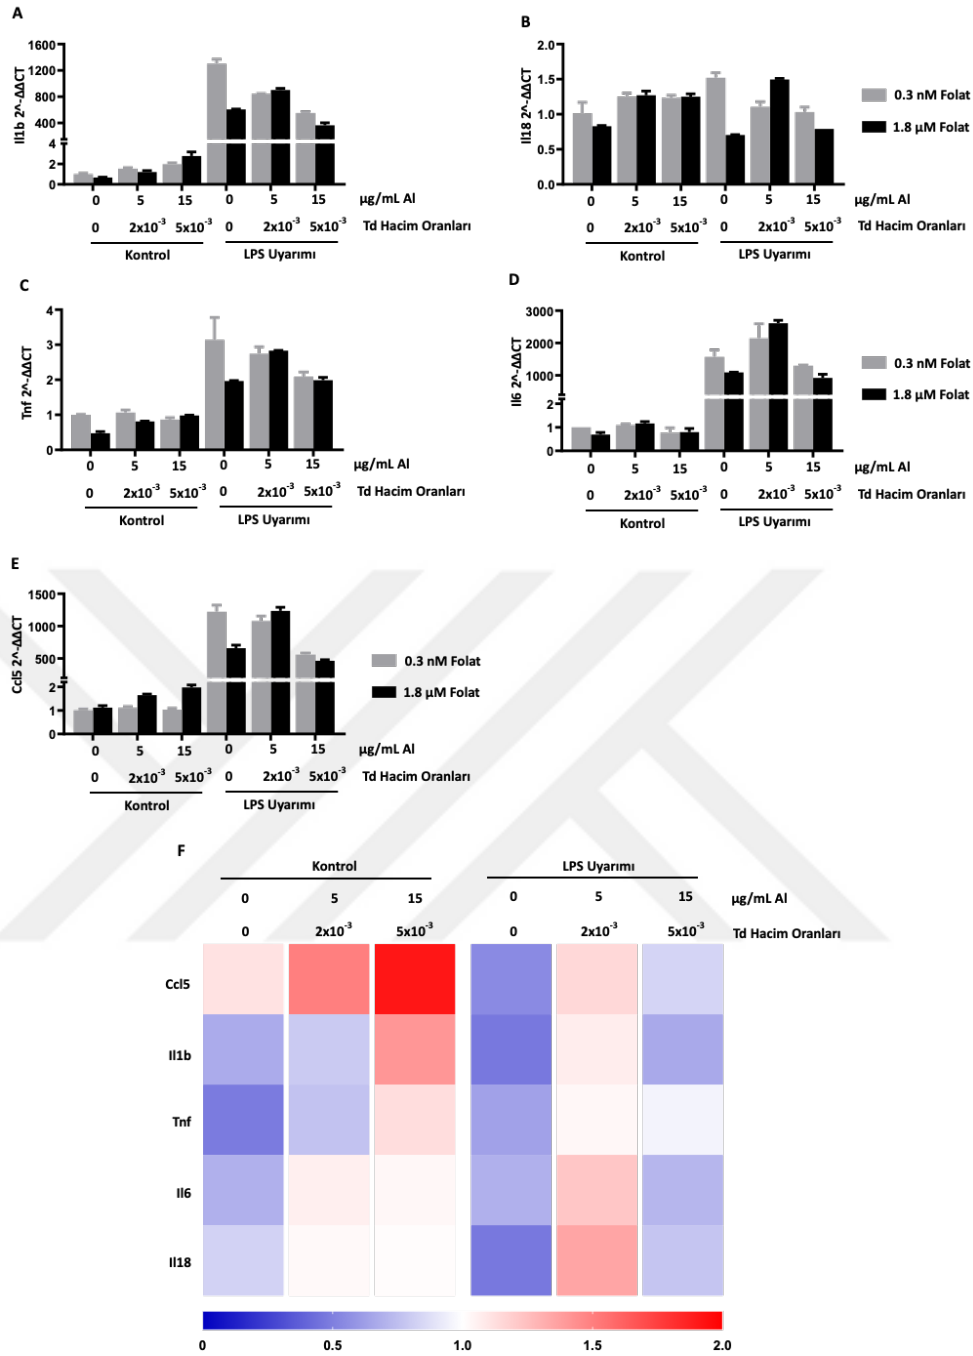 A
Il1b 2^-ΔΔCT
1600
1200
800
400
4
2
0
0 5 15 0 5 15 µg/mL Al
0 2x10⁻³ 5x10⁻³ 0 2x10⁻³ 5x10⁻³ Td Hacim Oranları
Kontrol LPS Uyarımı
B
Il18 2^-ΔΔCT
2.0
1.5
1.0
0.5
0.0
0.3 nM Folat
1.8 µM Folat
0 5 15 0 5 15 µg/mL Al
0 2x10⁻³ 5x10⁻³ 0 2x10⁻³ 5x10⁻³ Td Hacim Oranları
Kontrol LPS Uyarımı
C
Tnf 2^-ΔΔCT
4
3
2
1
0
0 5 15 0 5 15 µg/mL Al
0 2x10⁻³ 5x10⁻³ 0 2x10⁻³ 5x10⁻³ Td Hacim Oranları
Kontrol LPS Uyarımı
D
Il6 2^-ΔΔCT
3000
2000
1000
2
1
0
0.3 nM Folat
1.8 µM Folat
0 5 15 0 5 15 µg/mL Al
0 2x10⁻³ 5x10⁻³ 0 2x10⁻³ 5x10⁻³ Td Hacim Oranları
Kontrol LPS Uyarımı
E
Ccl5 2^-ΔΔCT
1500
1000
500
2
1
0
0.3 nM Folat
1.8 µM Folat
0 5 15 0 5 15 µg/mL Al
0 2x10⁻³ 5x10⁻³ 0 2x10⁻³ 5x10⁻³ Td Hacim Oranları
Kontrol LPS Uyarımı
F
Kontrol LPS Uyarımı
0 5 15 0 5 15 µg/mL Al
0 2x10⁻³ 5x10⁻³ 0 2x10⁻³ 5x10⁻³ Td Hacim Oranları
Ccl5
Il1b
Tnf
Il6
Il18
0 0.5 1.0 1.5 2.0